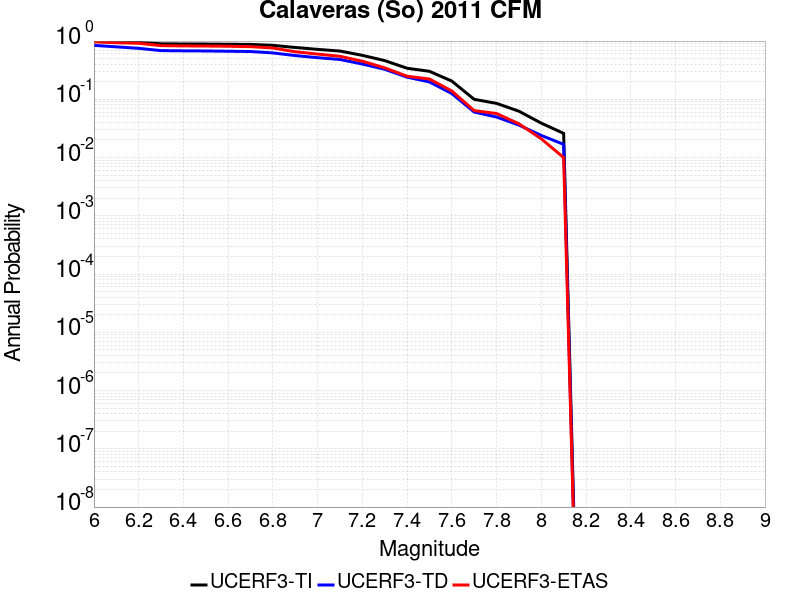 Calaveras (So) 2011 CFM
10^0
10^-1
10^-2
10^-3
10^-4
10^-5
10^-6
10^-7
10^-8
Annual Probability
6 6.2 6.4 6.6 6.8 7 7.2 7.4 7.6 7.8 8 8.2 8.4 8.6 8.8 9
Magnitude
UCERF3-TI UCERF3-TD UCERF3-ETAS